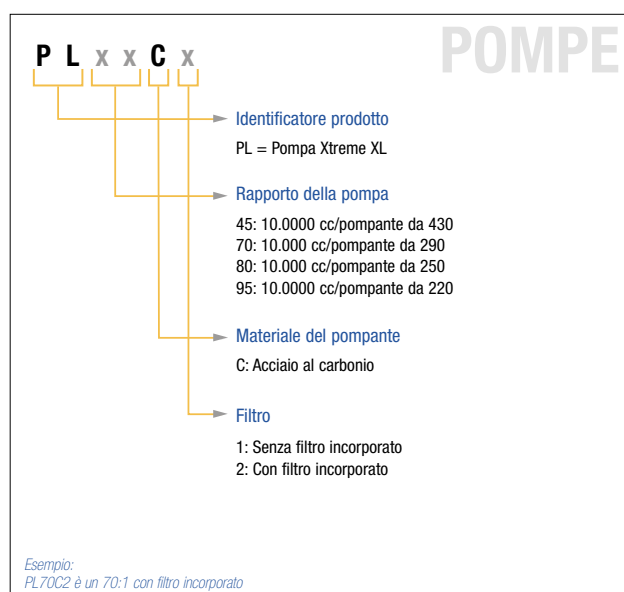 POMPE
P L x x C x
Identificatore prodotto
PL = Pompa Xtreme XL
Rapporto della pompa
45: 10.0000 cc/pompante da 430
70: 10.000 cc/pompante da 290
80: 10.000 cc/pompante da 250
95: 10.0000 cc/pompante da 220
Materiale del pompante
C: Acciaio al carbonio
Filtro
1: Senza filtro incorporato
2: Con filtro incorporato
Esempio:
PL70C2 è un 70:1 con filtro incorporato